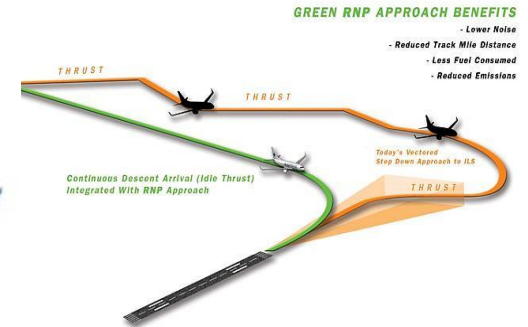 GREEN RNP APPROACH BENEFITS
- Lower Noise
- Reduced Track Mile Distance
- Less Fuel Consumed
- Reduced Emissions
THRUST
THRUST
Today's Vectored
Step Down Approach to ILS
THRUST
Continuous Descent Arrival (Idle Thrust)
Integrated With RNP Approach